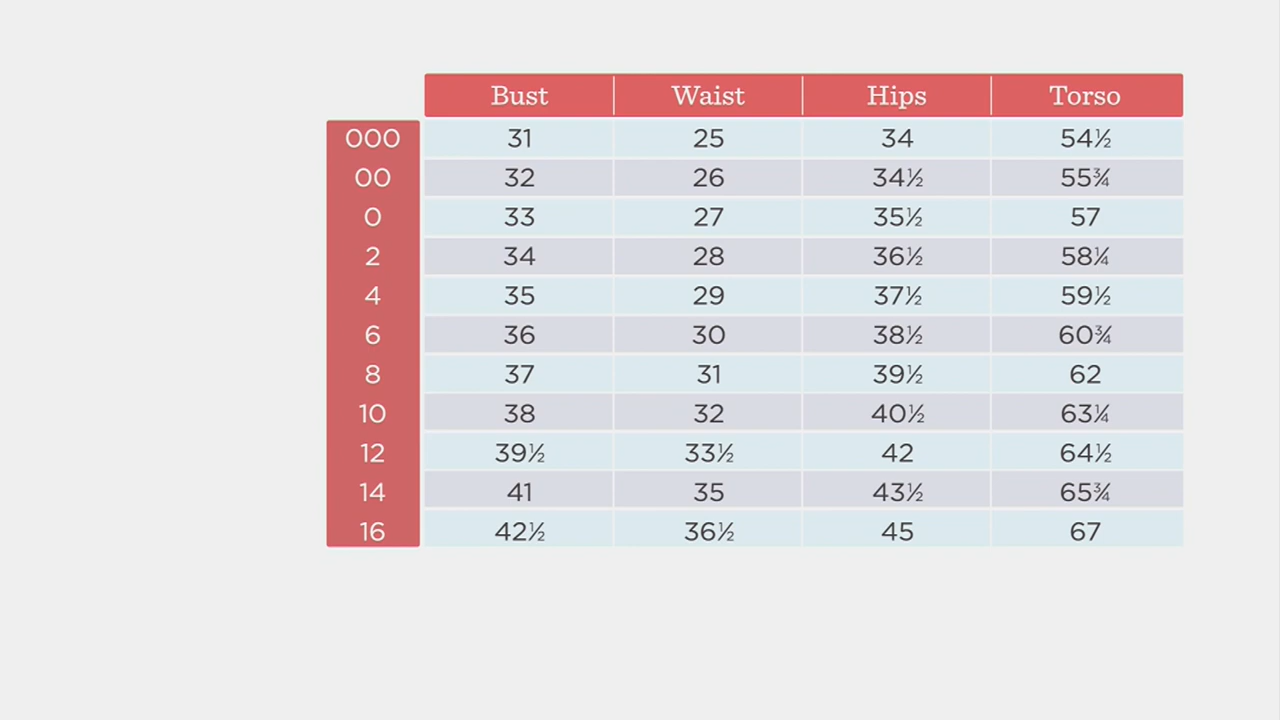 Bust Waist Hips Torso
000 31 25 34 54½
00 32 26 34½ 55¾
0 33 27 35½ 57
2 34 28 36½ 58¼
4 35 29 37½ 59½
6 36 30 38½ 60¾
8 37 31 39½ 62
10 38 32 40½ 63¼
12 39½ 33½ 42 64½
14 41 35 43½ 65¾
16 42½ 36½ 45 67